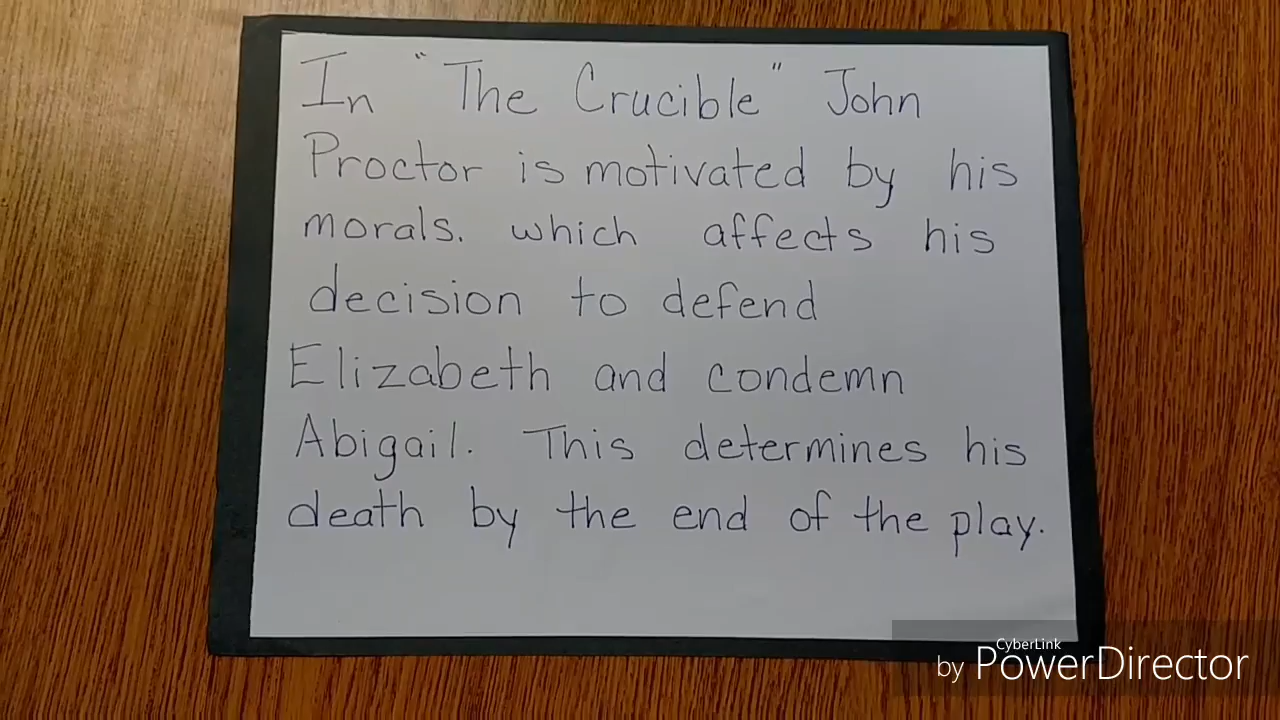 In "The Crucible" John
Proctor is motivated by his
morals. which affects his
decision to defend
Elizabeth and condemn
Abigail. This determines his
death by the end of the play.
CyberLink
by PowerDirector